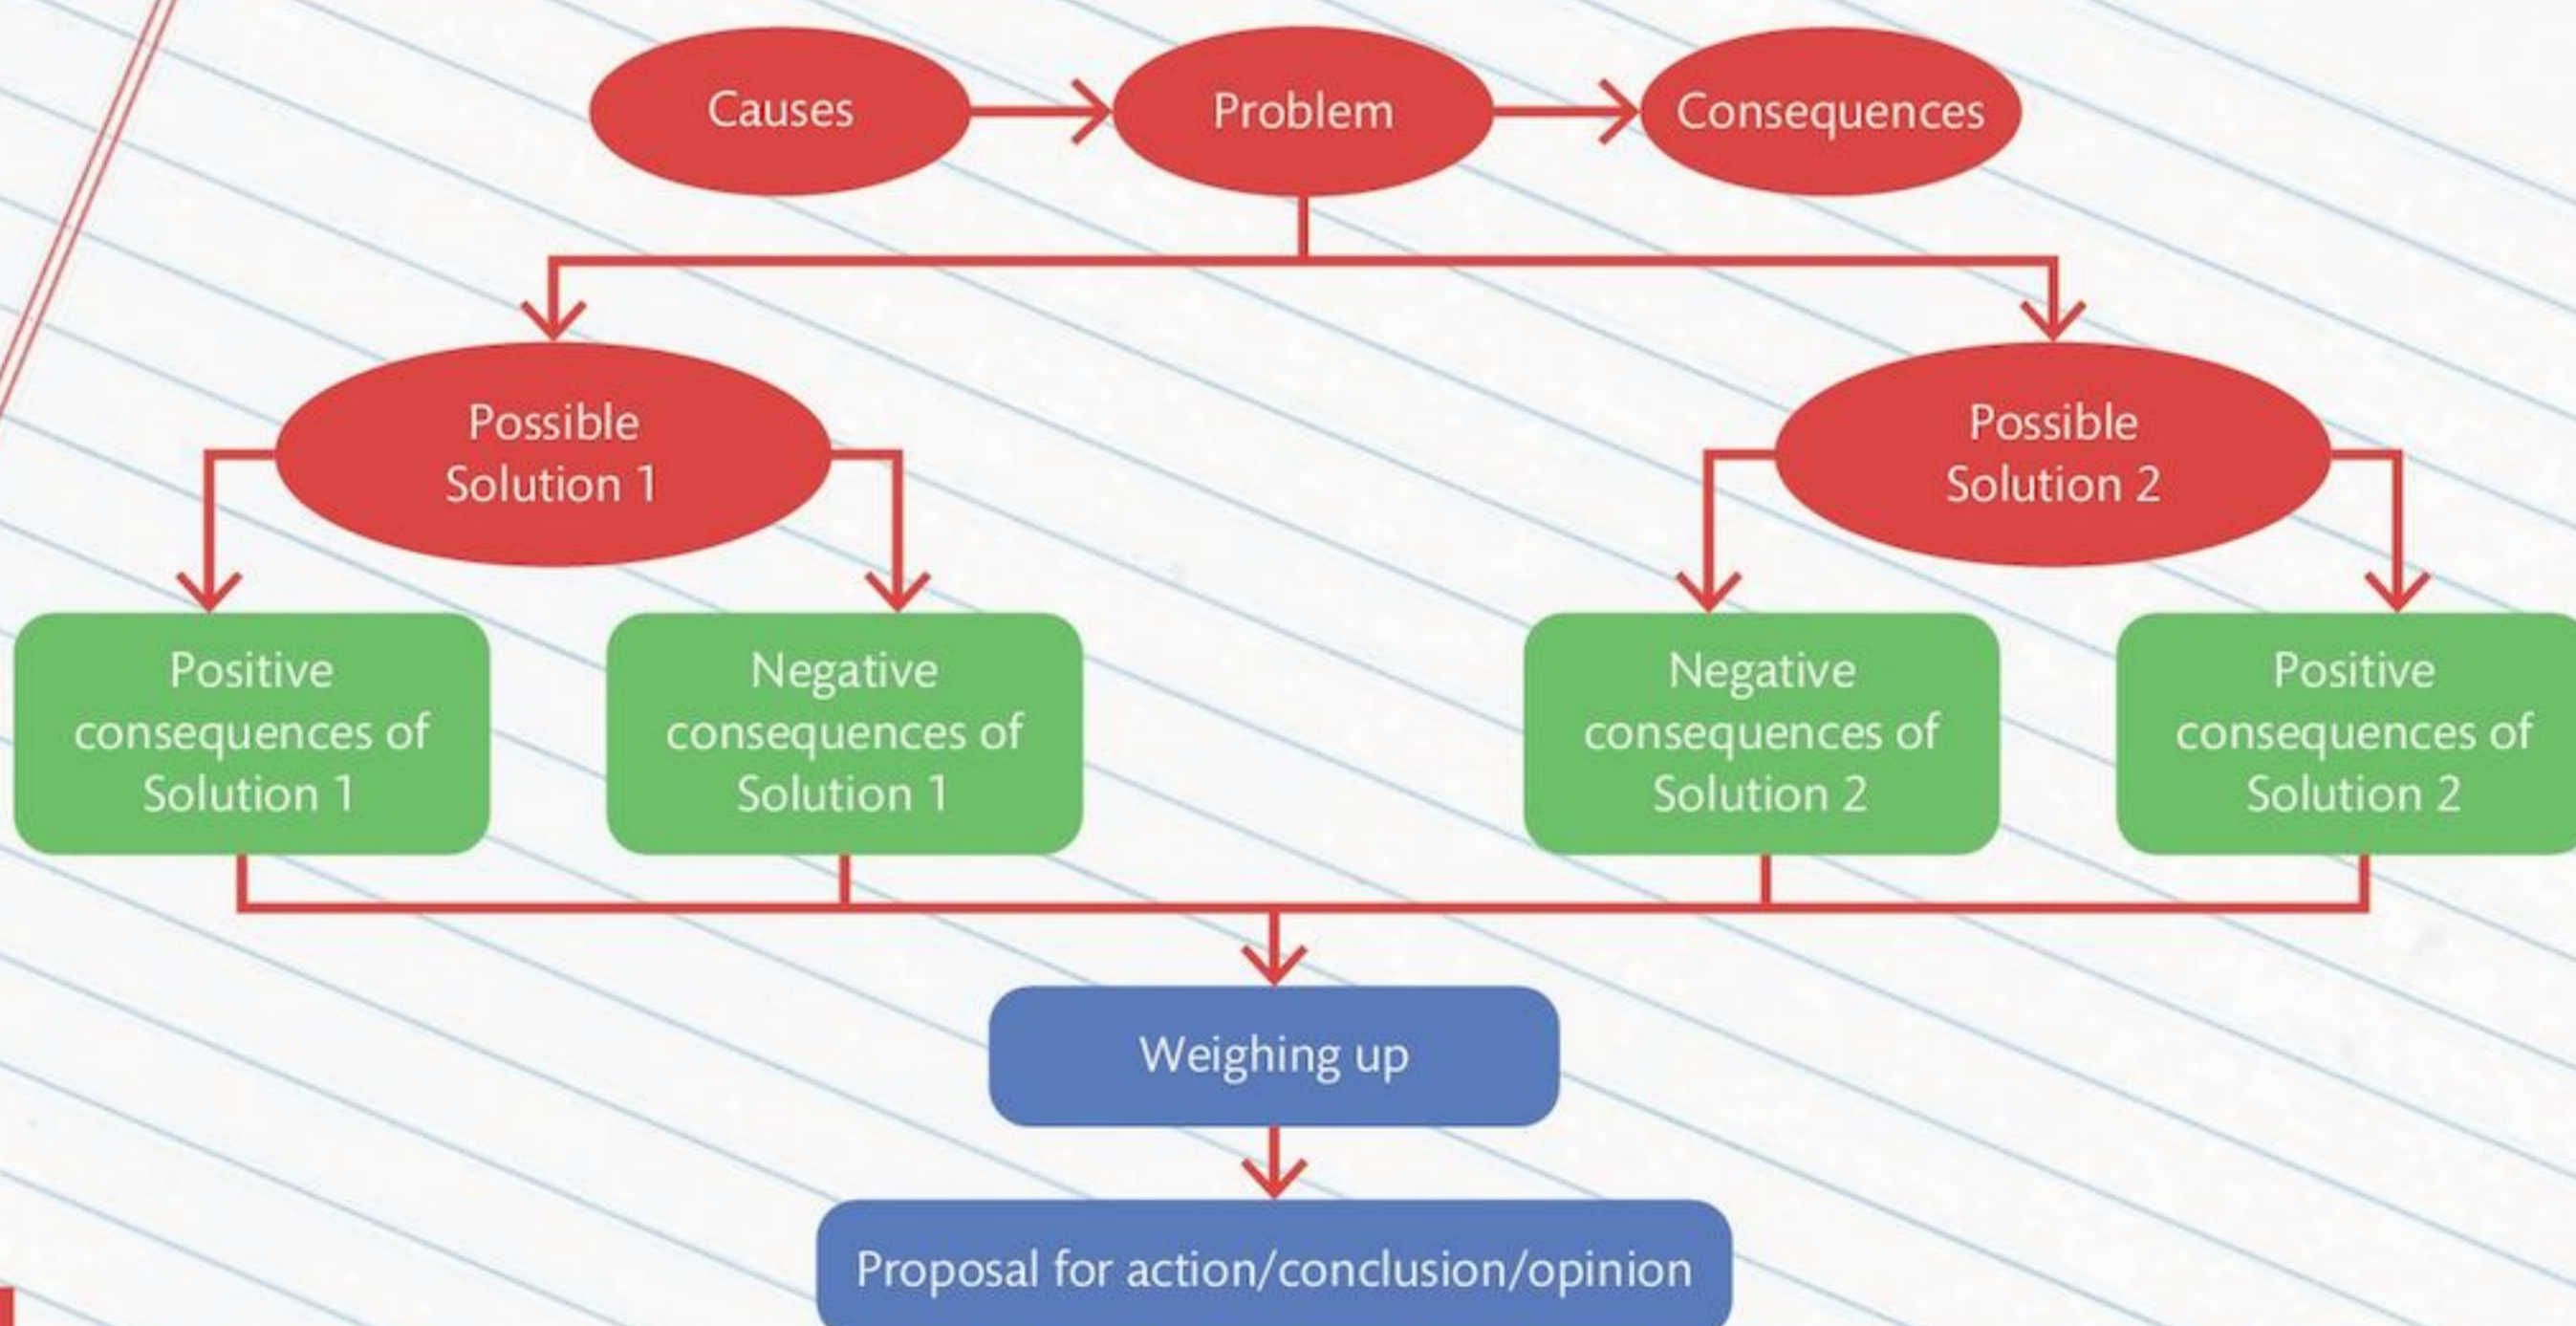 Causes
Problem
Consequences
Possible
Solution 1
Possible
Solution 2
Positive
consequences of
Solution 1
Negative
consequences of
Solution 1
Negative
consequences of
Solution 2
Positive
consequences of
Solution 2
Weighing up
Proposal for action/conclusion/opinion